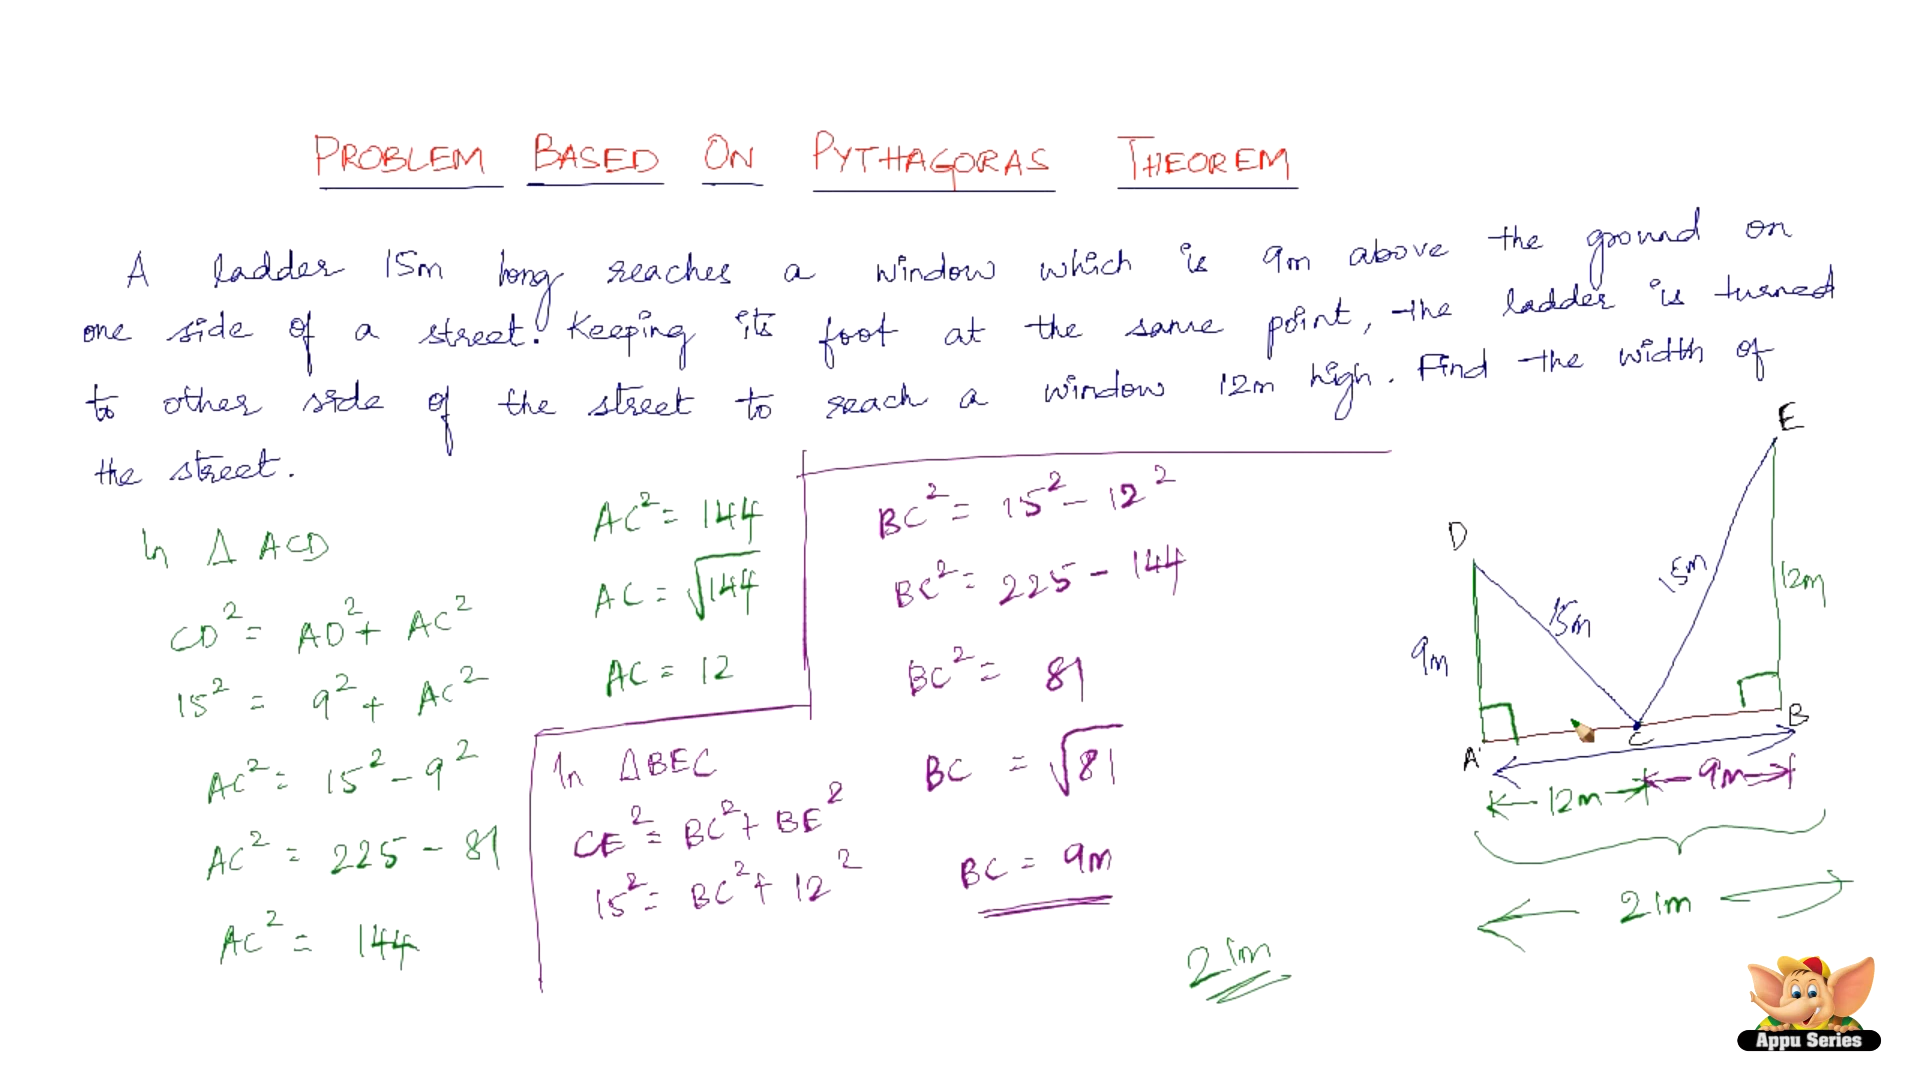 PROBLEM BASED ON PYTHAGORAS THEOREM
A ladder 15m long reaches a window which is 9m above the ground on
one side of a street. Keeping its foot at the same point, the ladder is turned
to other side of the street to reach a window 12m high. Find the width of
the street.
In Δ ACD
CD² = AD² + AC²
15² = 9² + AC²
AC² = 15² - 9²
AC² = 225 - 81
AC² = 144
AC² = 144
AC = √144
AC = 12
In ΔBEC
CE² = BC² + BE²
15² = BC² + 12²
BC² = 15² - 12²
BC² = 225 - 144
BC² = 81
BC = √81
BC = 9m
21m
E
D
15m
12m
15m
9m
A
C
B
12m
9m
21m
Appu Series